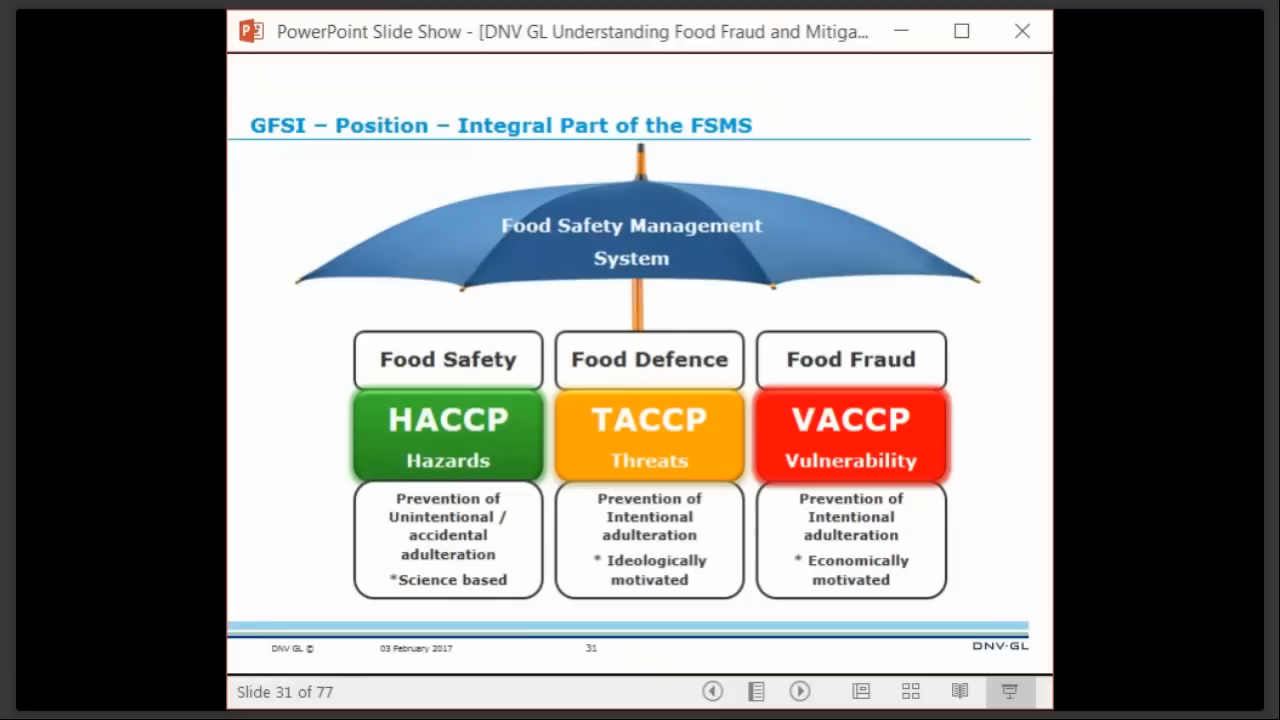 PowerPoint Slide Show - [DNV GL Understanding Food Fraud and Mitiga...
GFSI – Position – Integral Part of the FSMS
Food Safety Management
System
Food Safety
Food Defence
Food Fraud
HACCP
Hazards
TACCP
Threats
VACCP
Vulnerability
Prevention of
Unintentional /
accidental
adulteration
*Science based
Prevention of
Intentional
adulteration
* Ideologically
motivated
Prevention of
Intentional
adulteration
* Economically
motivated
DNV GL ©
03 February 2017
31
DNV·GL
Slide 31 of 77